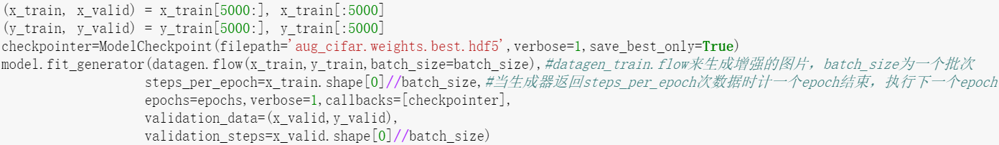 (x_train, x_valid) = x_train[5000:], x_train[:5000]
(y_train, y_valid) = y_train[5000:], y_train[:5000]
checkpointer=ModelCheckpoint(filepath='aug_cifar.weights.best.hdf5',verbose=1,save_best_only=True)
model.fit_generator(datagen.flow(x_train,y_train,batch_size=batch_size),#datagen_train.flow来生成增强的图片，batch_size为一个批次
steps_per_epoch=x_train.shape[0]//batch_size,#当生成器返回steps_per_epoch次数据时计一个epoch结束，执行下一个epoch
epochs=epochs,verbose=1,callbacks=[checkpointer],
validation_data=(x_valid,y_valid),
validation_steps=x_valid.shape[0]//batch_size)